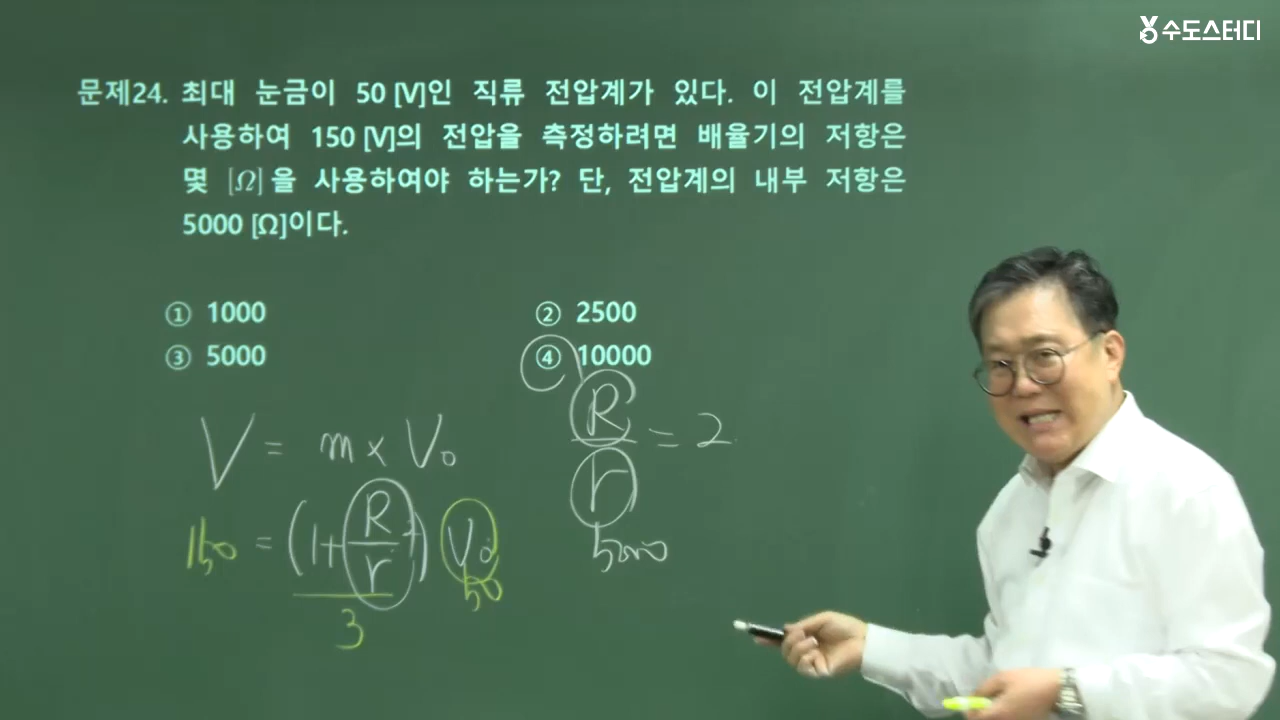 수도스터디
문제24. 최대 눈금이 50 [V]인 직류 전압계가 있다. 이 전압계를
사용하여 150 [V]의 전압을 측정하려면 배율기의 저항은
몇 [Ω]을 사용하여야 하는가? 단, 전압계의 내부 저항은
5000 [Ω]이다.
① 1000
② 2500
③ 5000
④ 10000
V = m × V₀
150 = (1+ R/r) V₀
3
50
R/r = 2
5000